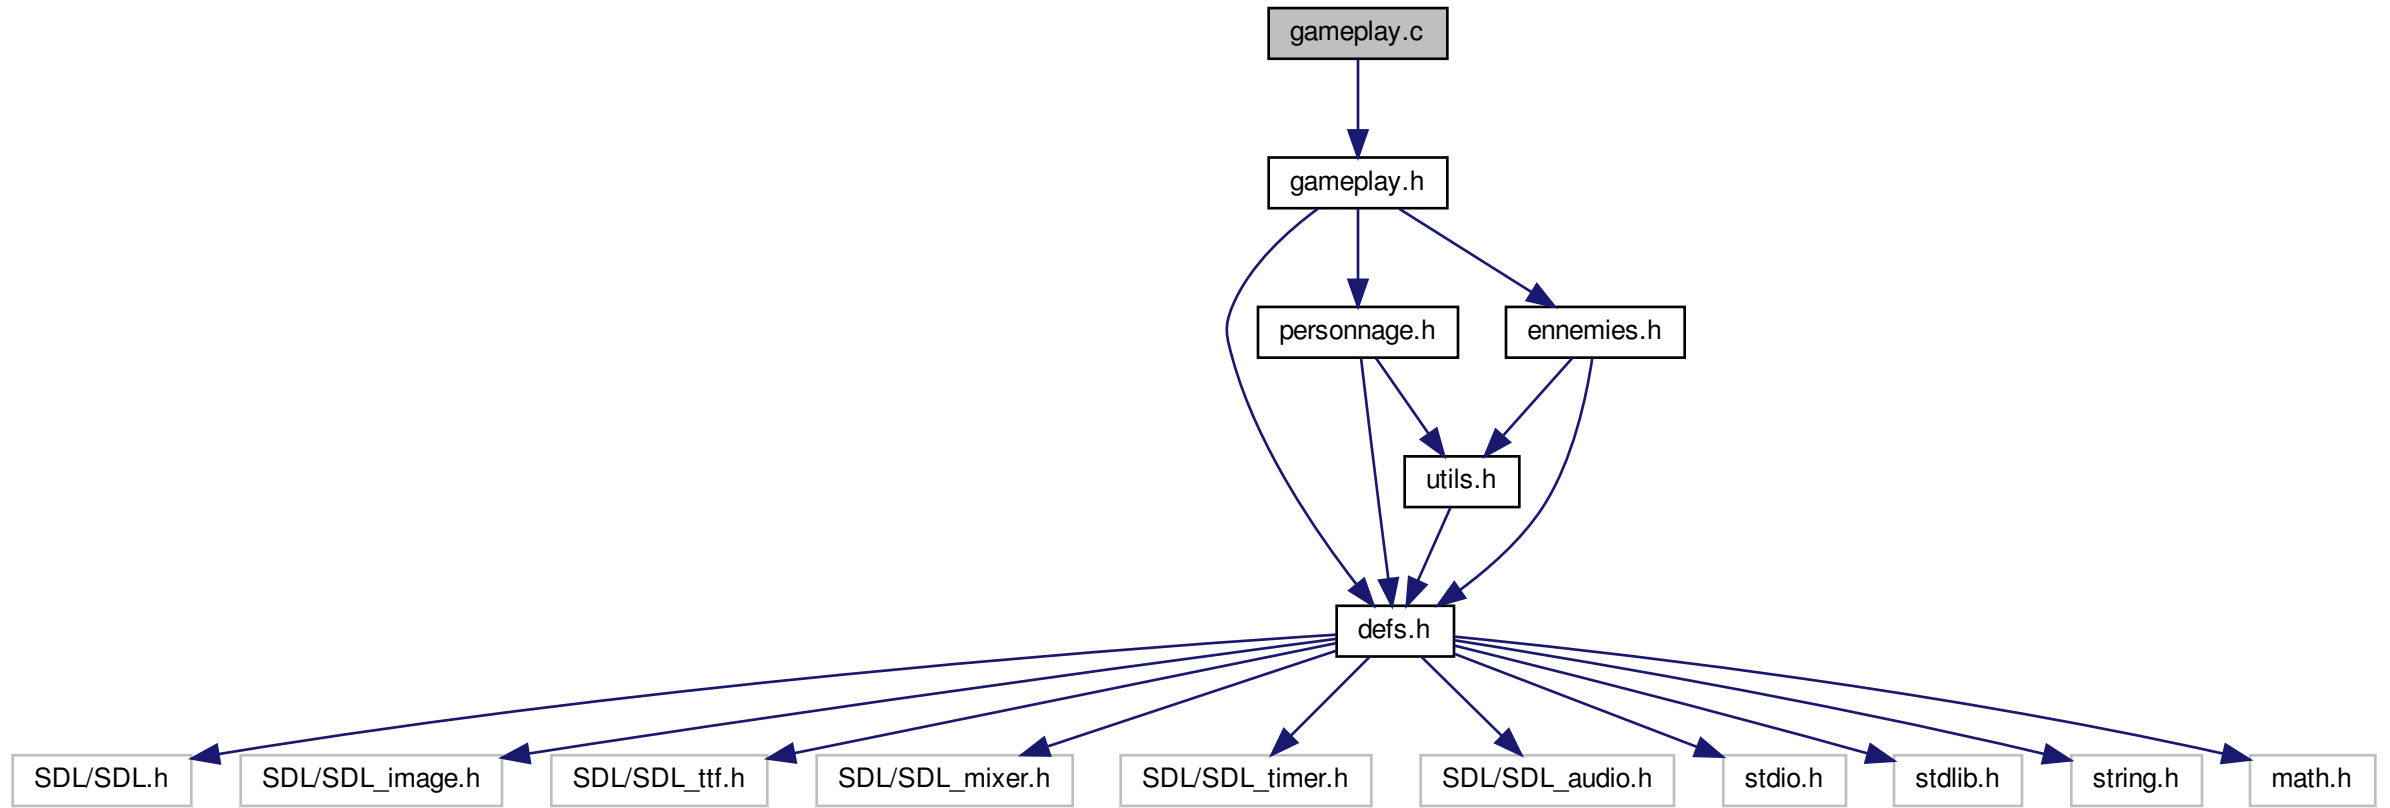 gameplay.c
gameplay.h
personnage.h
ennemies.h
utils.h
defs.h
SDL/SDL.h
SDL/SDL_image.h
SDL/SDL_ttf.h
SDL/SDL_mixer.h
SDL/SDL_timer.h
SDL/SDL_audio.h
stdio.h
stdlib.h
string.h
math.h